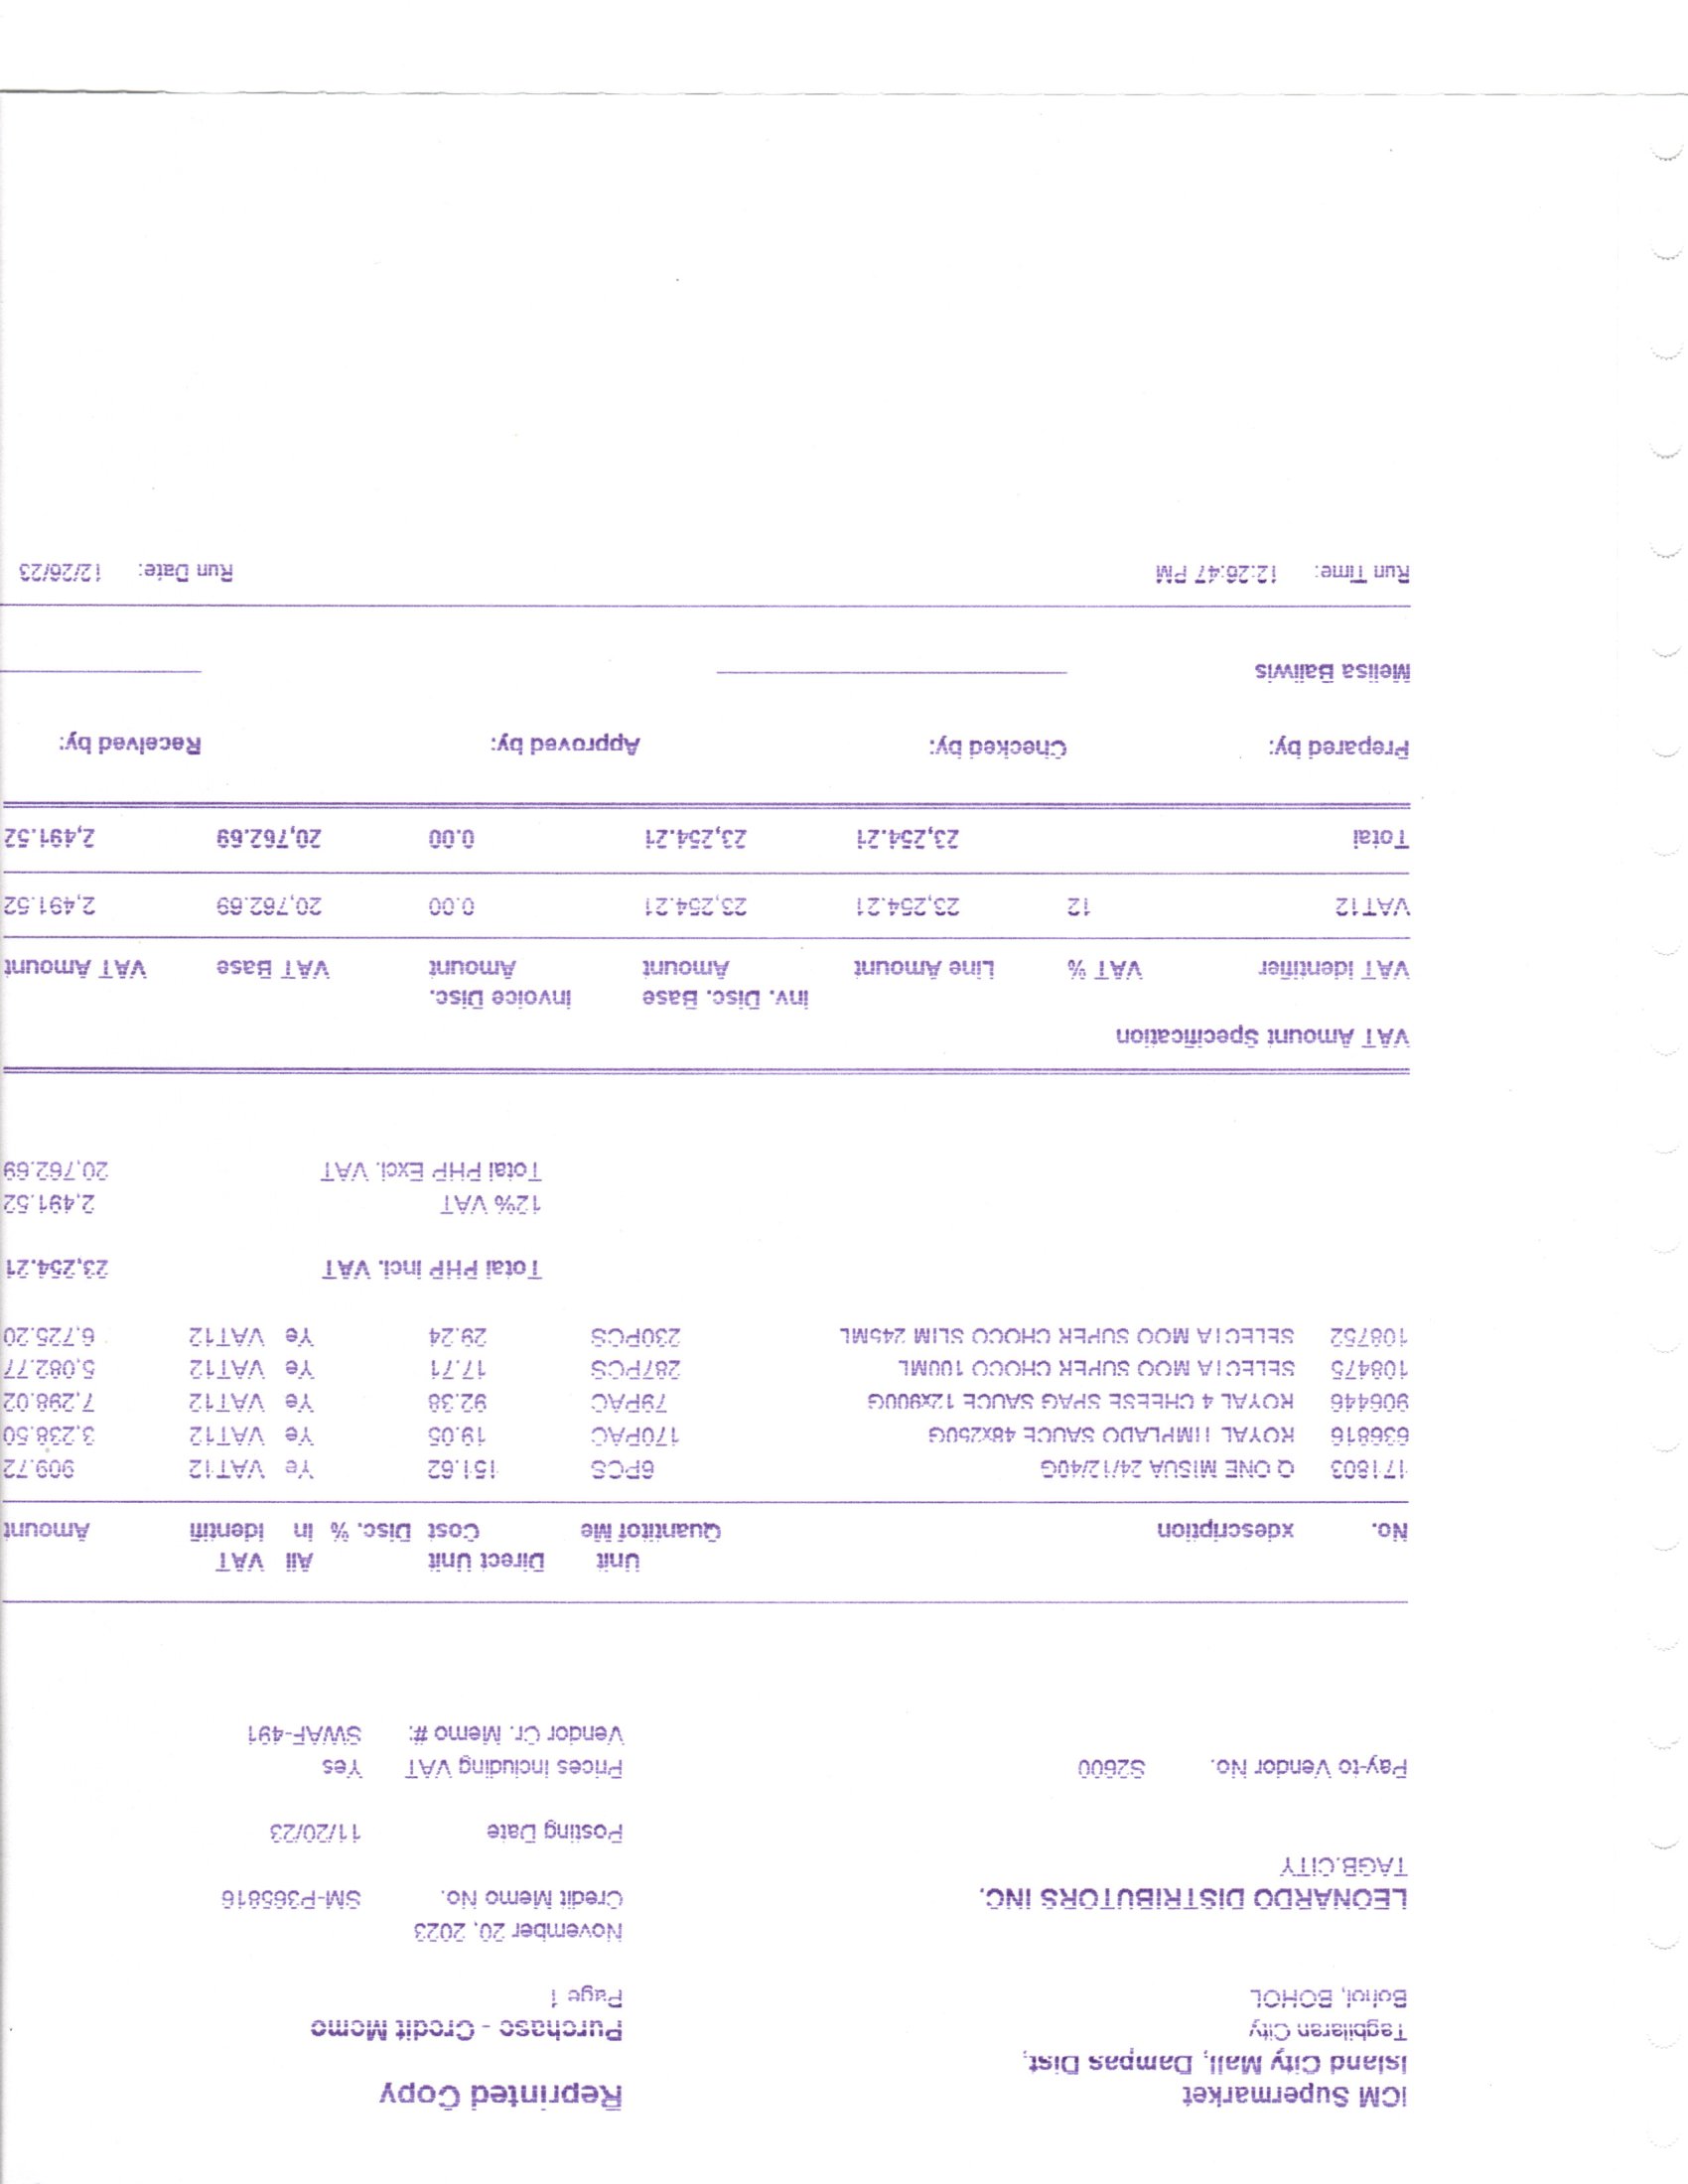 ICM Supermarket Reprinted Copy
Island City Mall, Dampas Dist,
Tagbilaran City Purchase - Credit Memo
Bohol, BOHOL Page 1
November 20, 2023
LEONARDO DISTRIBUTORS INC. Credit Memo No. SM-P365816
TAGB.CITY
Posting Date 11/20/23
Pay-to Vendor No. S2600 Prices Including VAT Yes
Vendor Cr. Memo #: SWAF-491
Unit Direct Unit All VAT
No. xdescription Quantitof Me Cost Disc. % in Identifi Amount
171803 Q ONE MISUA 24/12/40G 6PCS 151.62 Ye VAT12 909.72
636816 ROYAL TIMPLADO SAUCE 48x250G 170PAC 19.05 Ye VAT12 3,238.50
906446 ROYAL 4 CHEESE SPAG SAUCE 12x900G 79PAC 92.38 Ye VAT12 7,298.02
108475 SELECTA MOO SUPER CHOCO 100ML 287PCS 17.71 Ye VAT12 5,082.77
108752 SELECTA MOO SUPER CHOCO SLIM 245ML 230PCS 29.24 Ye VAT12 6,725.20
Total PHP Incl. VAT 23,254.21
12% VAT 2,491.52
Total PHP Excl. VAT 20,762.69
VAT Amount Specification
Inv. Disc. Base Invoice Disc.
VAT Identifier VAT % Line Amount Amount Amount VAT Base VAT Amount
VAT12 12 23,254.21 23,254.21 0.00 20,762.69 2,491.52
Total 23,254.21 23,254.21 0.00 20,762.69 2,491.52
Prepared by: Checked by: Approved by: Received by:
Melisa Baliwis
Run Time: 12:26:47 PM Run Date: 12/26/23